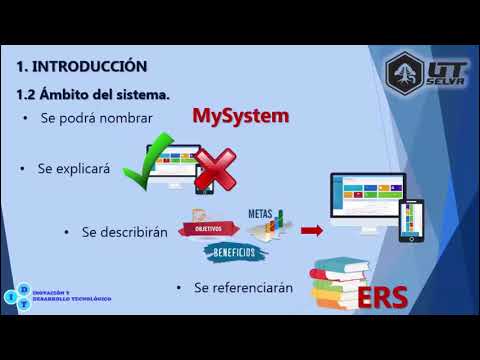 1. INTRODUCCIÓN
UT
SELVA
1.2 Ámbito del sistema.
• Se podrá nombrar MySystem
• Se explicará
• Se describirán
OBJETIVOS
METAS
BENEFICIOS
• Se referenciarán ERS
I D T
INOVACIÓN Y
DESARROLLO TECNOLÓGICO